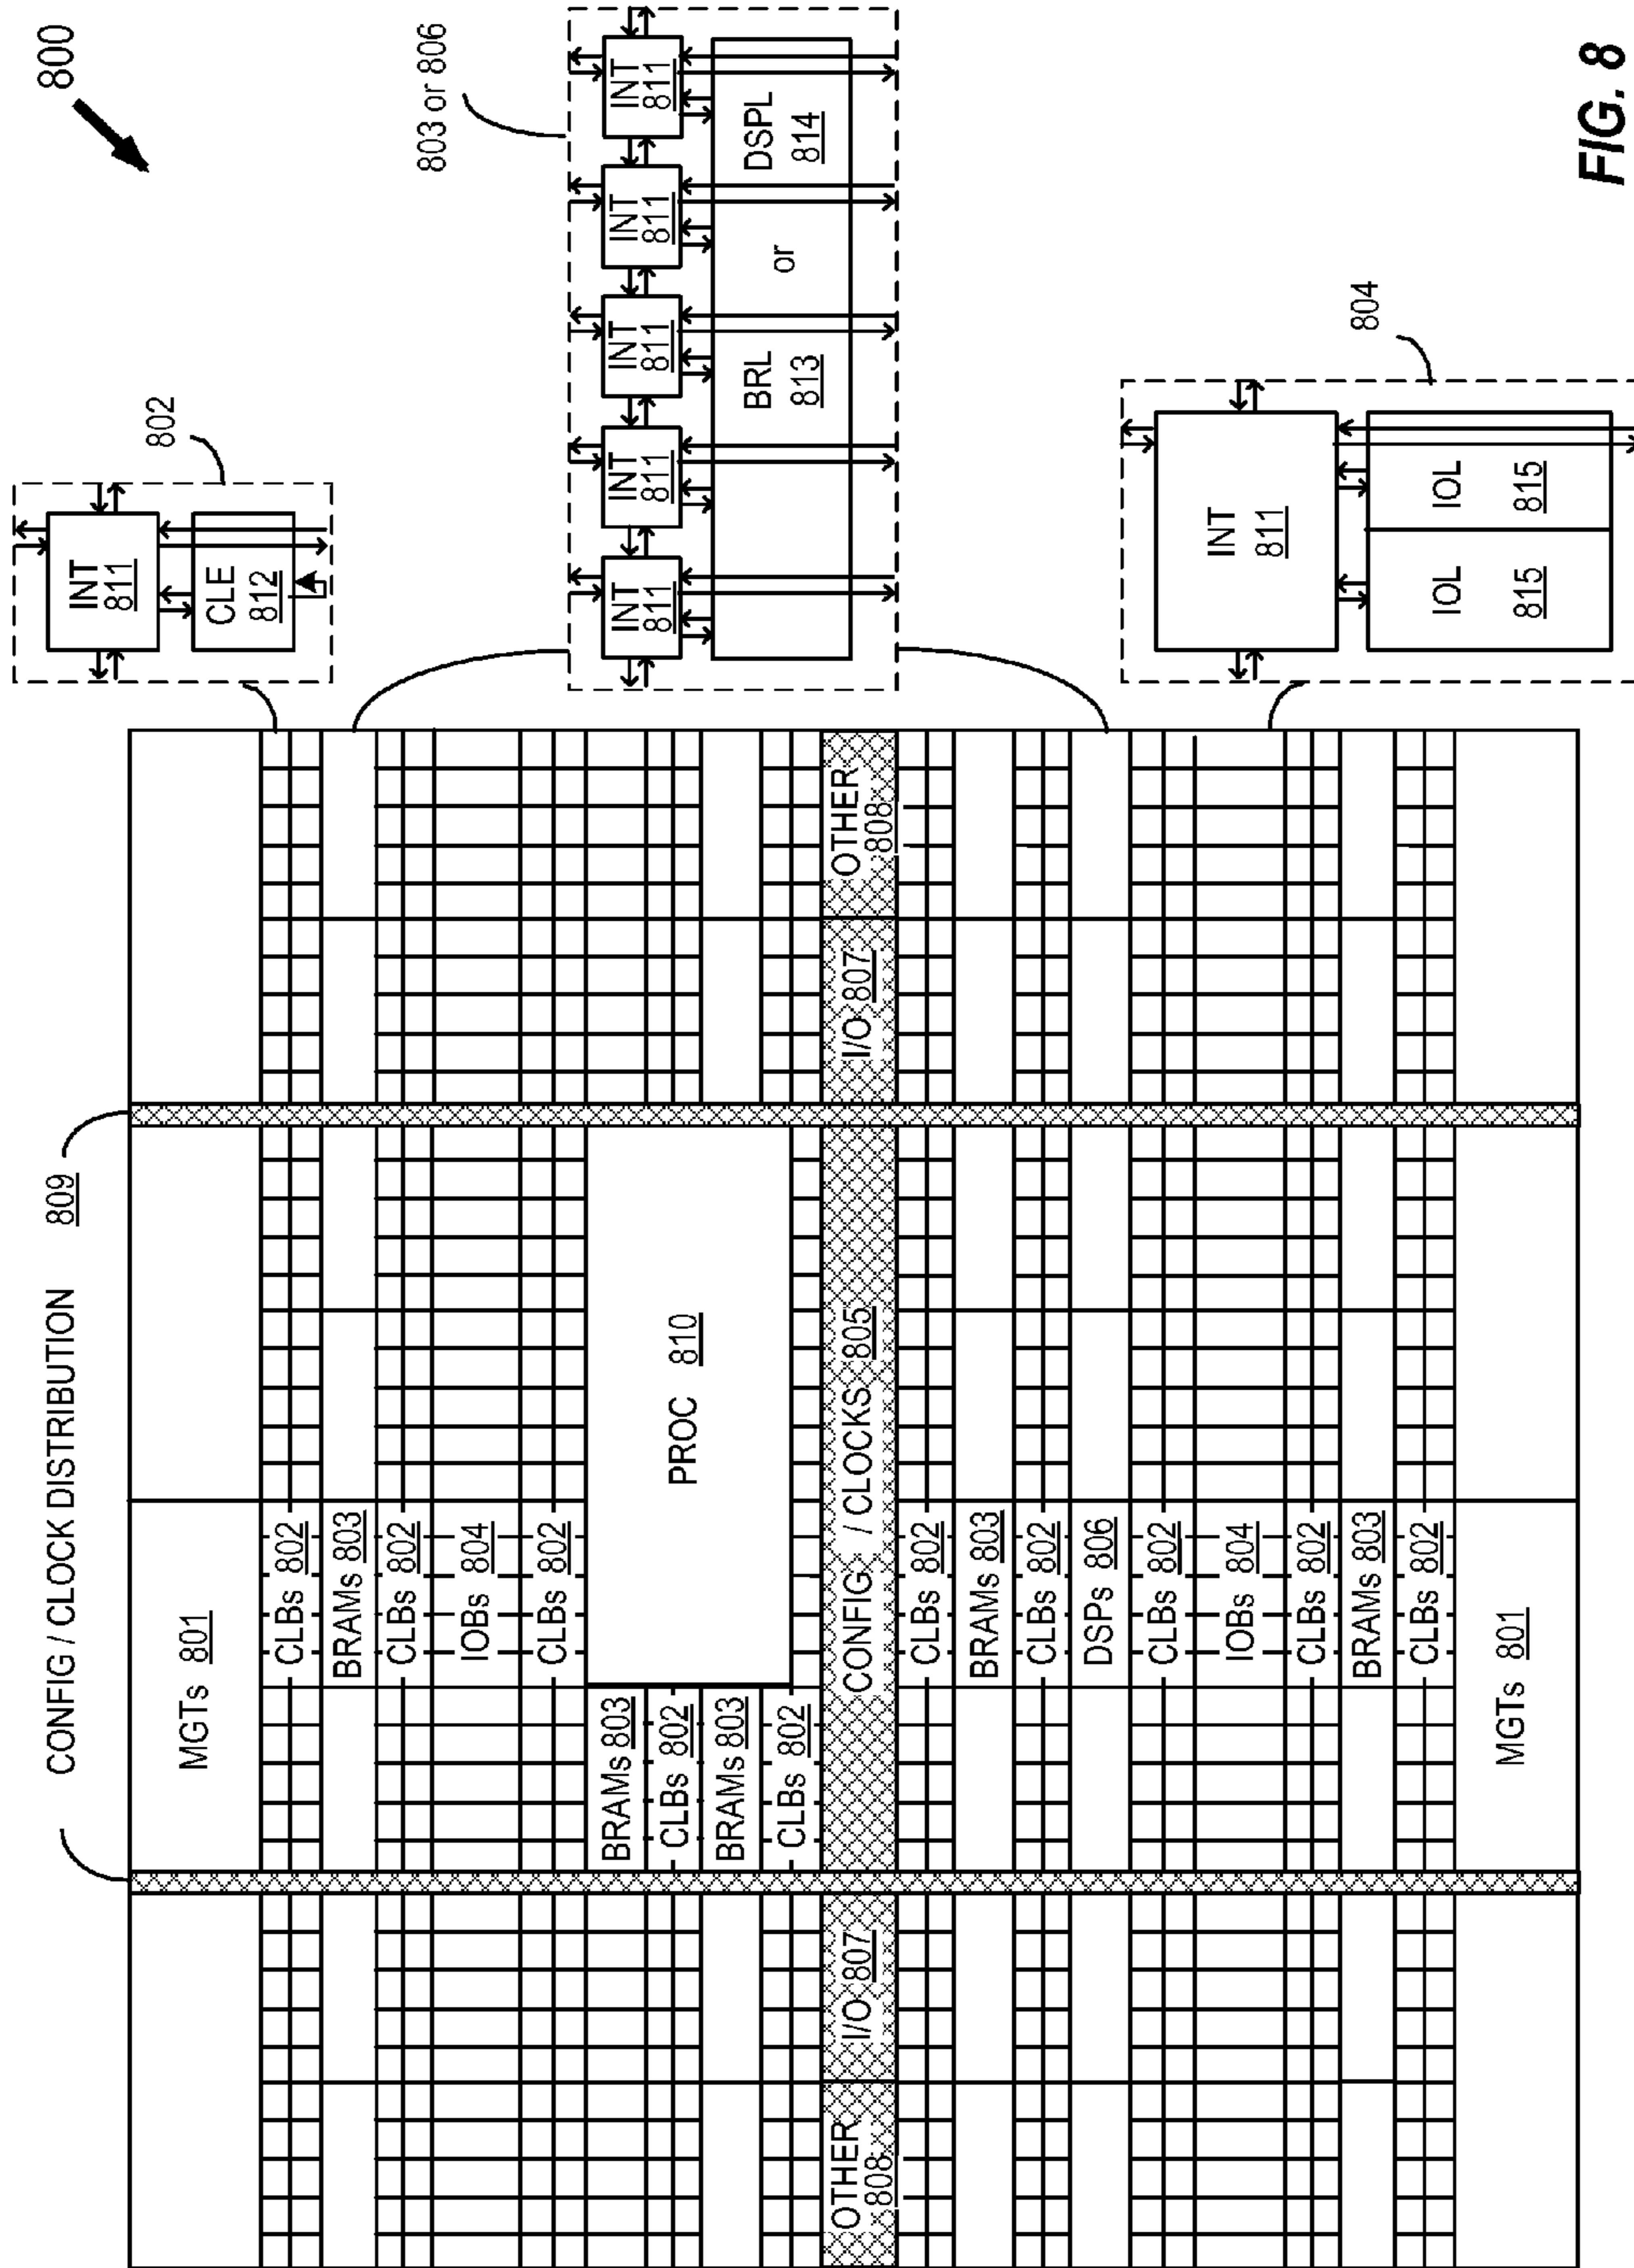 800
CONFIG / CLOCK DISTRIBUTION 809
MGTs 801
CLBs 802
BRAMs 803
CLBs 802
IOBs 804
CLBs 802
BRAMs 803
CLBs 802
BRAMs 803
CLBs 802
PROC 810
OTHER
808
I/O 807
CONFIG / CLOCKS 805
I/O 807
OTHER
808
CLBs 802
BRAMs 803
CLBs 802
DSPs 806
CLBs 802
IOBs 804
CLBs 802
BRAMs 803
CLBs 802
MGTs 801
802
INT
811
CLE
812
803 or 806
INT
811
INT
811
INT
811
INT
811
INT
811
BRL
813
or
DSPL
814
804
INT
811
IOL
815
IOL
815
FIG. 8